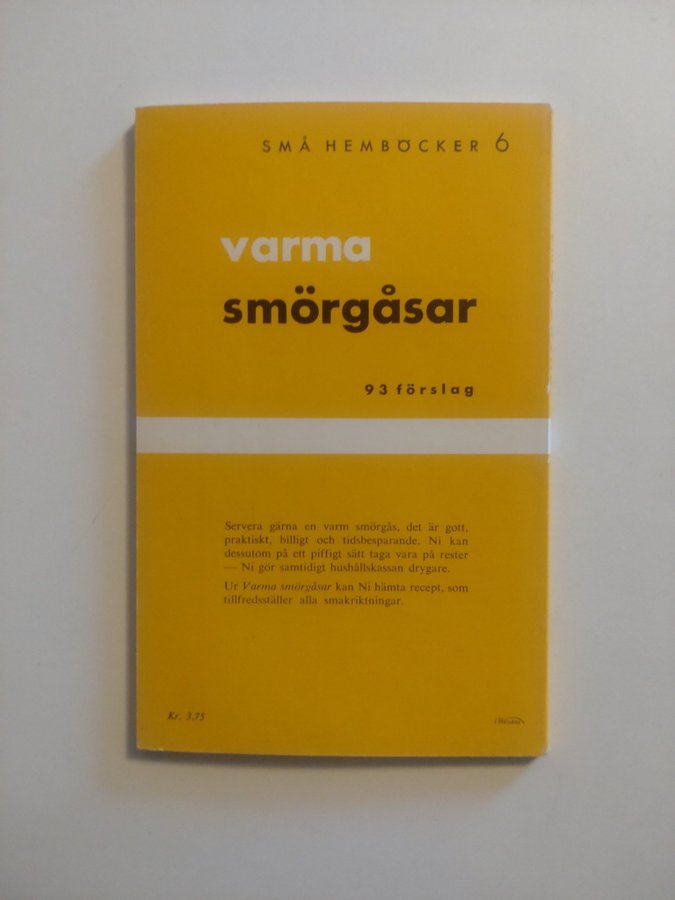 SMÅ HEMBÖCKER 6
varma
smörgåsar
93 förslag
Servera gärna en varm smörgås, det är gott,
praktiskt, billigt och tidsbesparande. Ni kan
dessutom på ett piffigt sätt taga vara på rester
— Ni gör samtidigt hushållskassan drygare.
Ur Varma smörgåsar kan Ni hämta recept, som
tillfredsställer alla smakriktningar.
Kr. 3,75